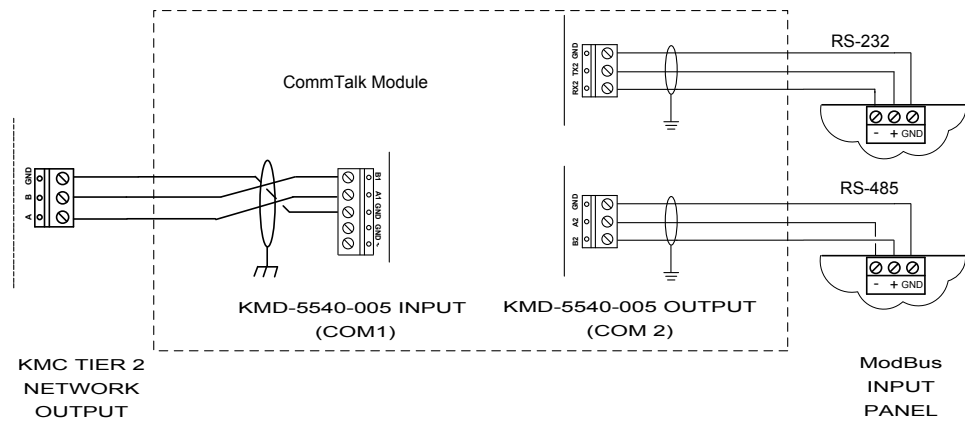 CommTalk Module
GND
B
A
B1
A1
GND
GND
~
GND
TX2
RX2
RS-232
- + GND
GND
A2
B2
RS-485
- + GND
KMD-5540-005 INPUT
(COM1)
KMD-5540-005 OUTPUT
(COM 2)
KMC TIER 2
NETWORK
OUTPUT
ModBus
INPUT
PANEL